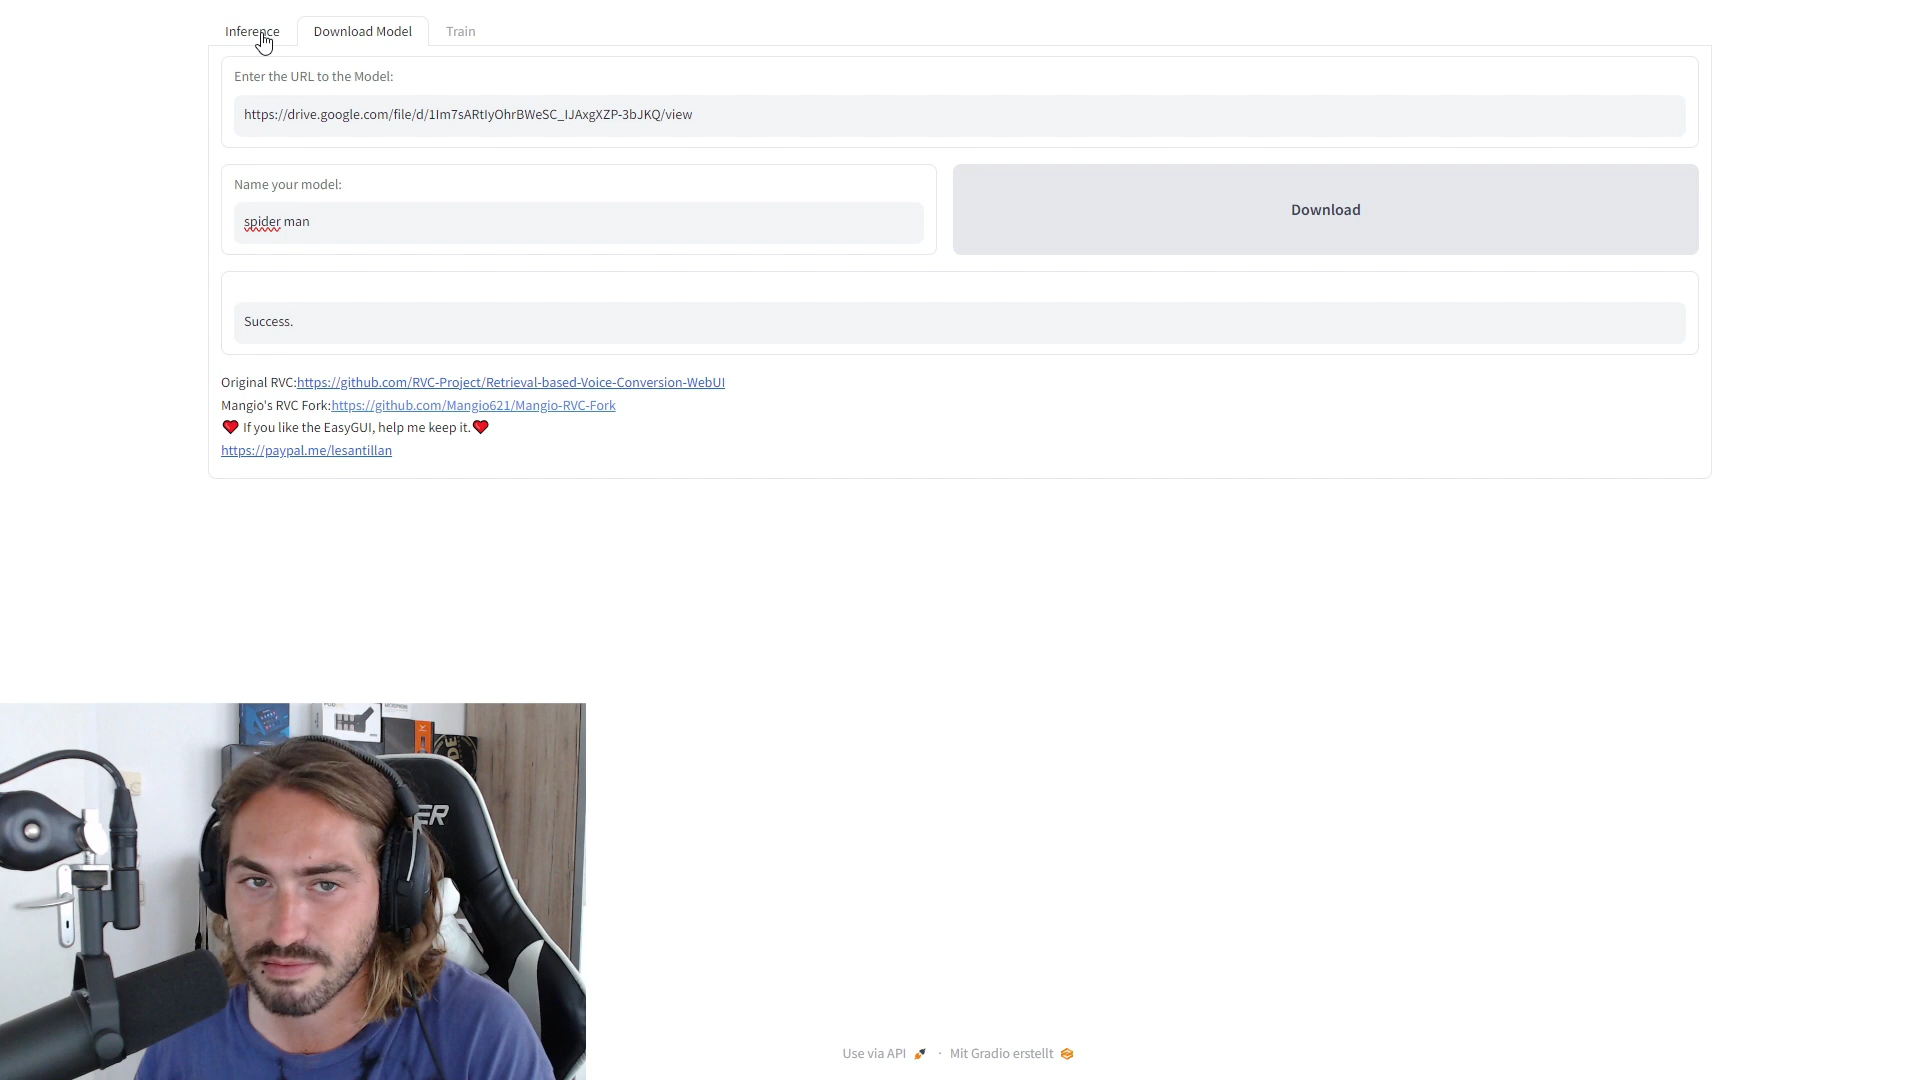 Inference
Download Model
Train
Enter the URL to the Model:
https://drive.google.com/file/d/1Im7sARtIyOhrBWeSC_IJAxgXZP-3bJKQ/view
Name your model:
spider man
Download
Success.
Original RVC:https://github.com/RVC-Project/Retrieval-based-Voice-Conversion-WebUI
Mangio's RVC Fork:https://github.com/Mangio621/Mangio-RVC-Fork
❤️ If you like the EasyGUI, help me keep it.❤️
https://paypal.me/lesantillan
ER
Use via API 🚀 · Mit Gradio erstellt